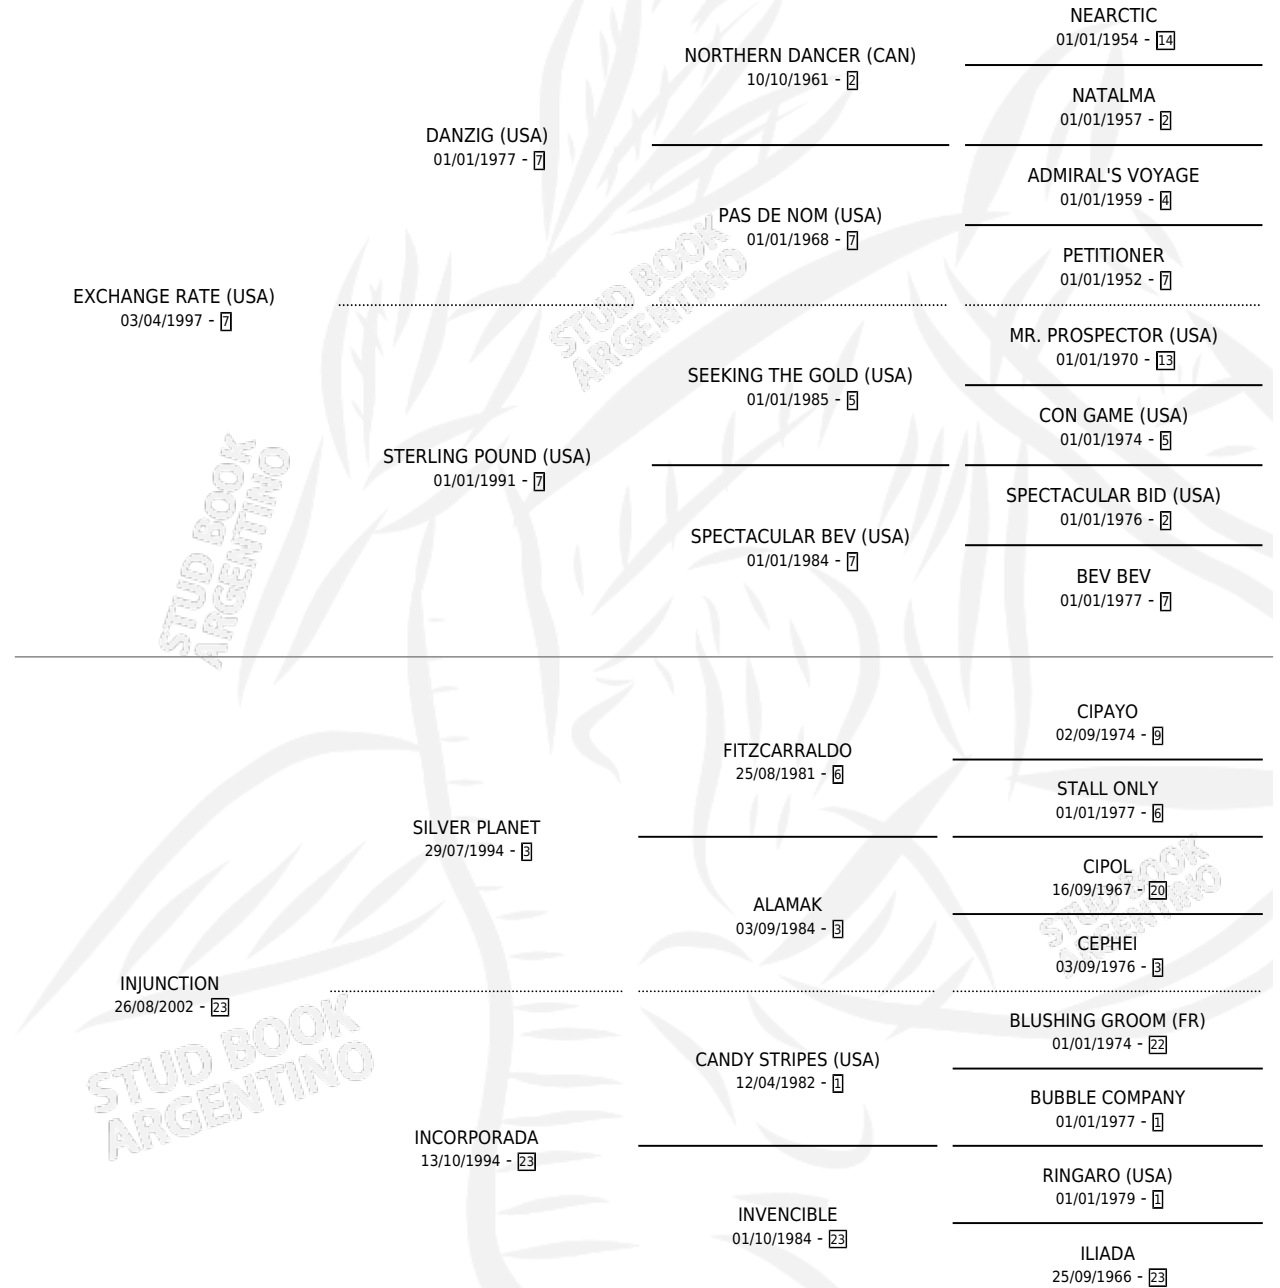 NEARCTIC
01/01/1954 - 14
NORTHERN DANCER (CAN)
10/10/1961 - 2
NATALMA
01/01/1957 - 2
DANZIG (USA)
01/01/1977 - 7
ADMIRAL'S VOYAGE
01/01/1959 - 4
PAS DE NOM (USA)
01/01/1968 - 7
PETITIONER
01/01/1952 - 7
EXCHANGE RATE (USA)
03/04/1997 - 7
MR. PROSPECTOR (USA)
01/01/1970 - 13
SEEKING THE GOLD (USA)
01/01/1985 - 5
CON GAME (USA)
01/01/1974 - 5
STERLING POUND (USA)
01/01/1991 - 7
SPECTACULAR BID (USA)
01/01/1976 - 2
SPECTACULAR BEV (USA)
01/01/1984 - 7
BEV BEV
01/01/1977 - 7
CIPAYO
02/09/1974 - 9
FITZCARRALDO
25/08/1981 - 6
STALL ONLY
01/01/1977 - 6
SILVER PLANET
29/07/1994 - 3
CIPOL
16/09/1967 - 20
ALAMAK
03/09/1984 - 3
CEPHEI
03/09/1976 - 3
INJUNCTION
26/08/2002 - 23
BLUSHING GROOM (FR)
01/01/1974 - 22
CANDY STRIPES (USA)
12/04/1982 - 1
BUBBLE COMPANY
01/01/1977 - 1
INCORPORADA
13/10/1994 - 23
RINGARO (USA)
01/01/1979 - 1
INVENCIBLE
01/10/1984 - 23
ILIADA
25/09/1966 - 23
STUD BOOK
ARGENTINO
STUD BOOK
ARGENTINO
STUD BOOK
ARGENTINO
STUD BOOK
ARGENTINO